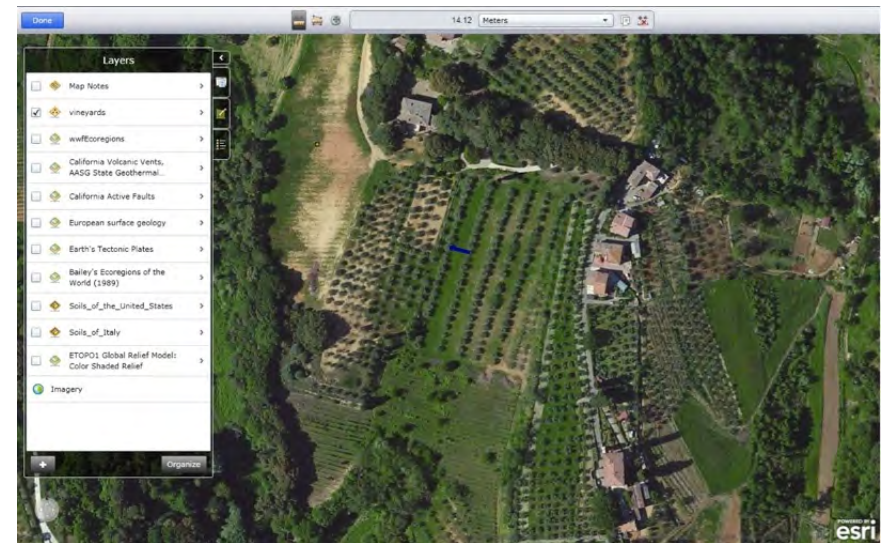 Done
14.12 Meters
Layers
Map Notes
vineyards
wwfEcoregions
California Volcanic Vents,
AASG State Geothermal...
California Active Faults
European surface geology
Earth's Tectonic Plates
Bailey's Ecoregions of the
World (1989)
Soils_of_the_United_States
Soils_of_Italy
ETOPO1 Global Relief Model:
Color Shaded Relief
Imagery
Organize
POWERED BY
esri